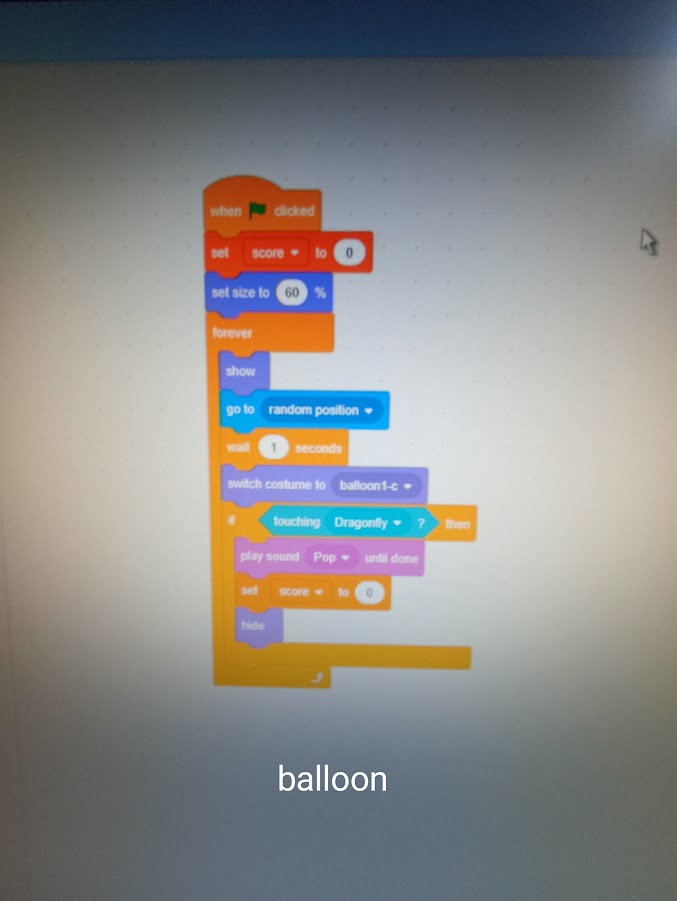 when clicked
set score to 0
set size to 60 %
forever
show
go to random position
wait 1 seconds
switch costume to balloon1-c
if touching Dragonfly ? then
play sound Pop until done
set score to 0
hide
balloon